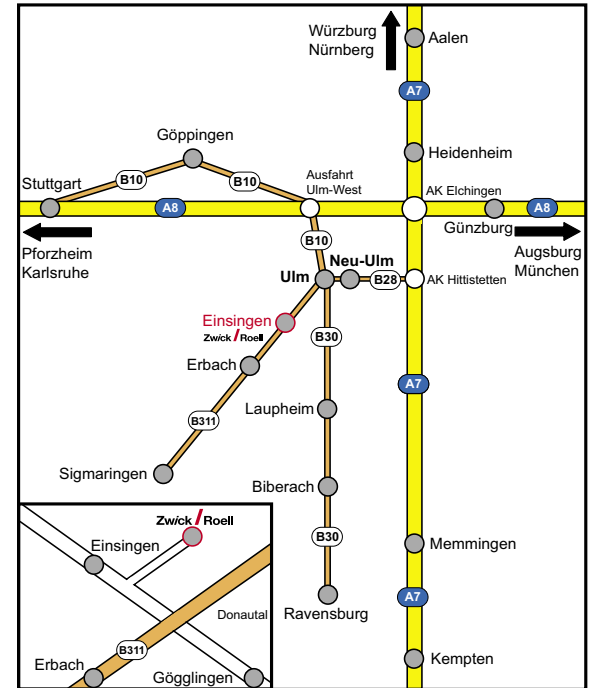 Würzburg
Nürnberg
Aalen
A7
Göppingen
Heidenheim
Stuttgart
B10
B10
Ausfahrt
Ulm-West
AK Elchingen
A8
A8
Günzburg
Pforzheim
Karlsruhe
B10
Augsburg
München
Neu-Ulm
Ulm
B28
AK Hittistetten
Einsingen
Zwick / Roell
B30
Erbach
A7
Laupheim
B311
Sigmaringen
Biberach
Zwick / Roell
B30
Einsingen
Memmingen
A7
Donautal
Ravensburg
B311
Erbach
Gögglingen
Kempten